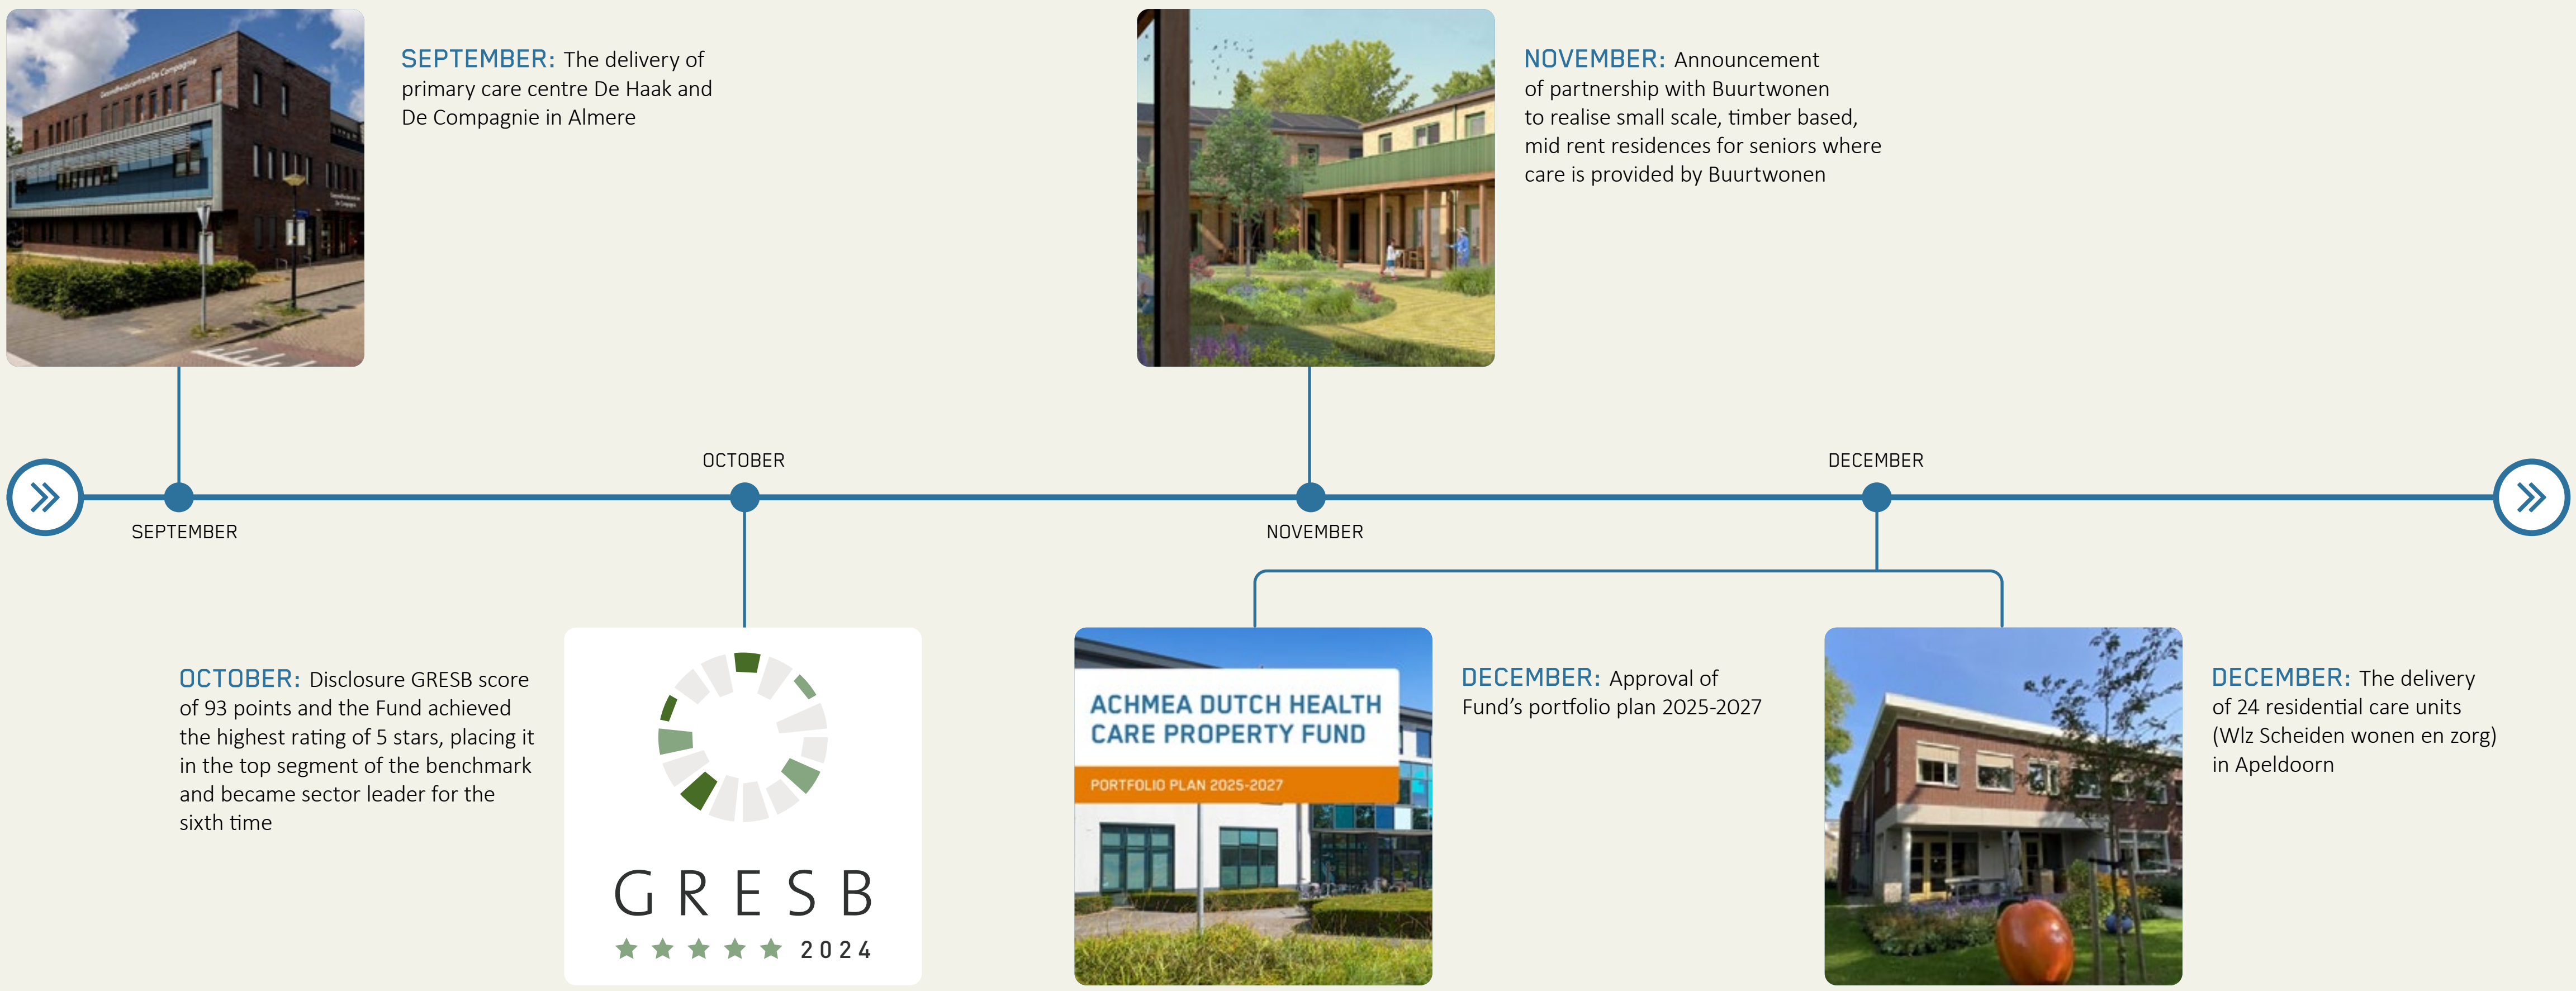 GezondheidscentrumDe Compagnie
SEPTEMBER: The delivery of
primary care centre De Haak and
De Compagnie in Almere
NOVEMBER: Announcement
of partnership with Buurtwonen
to realise small scale, timber based,
mid rent residences for seniors where
care is provided by Buurtwonen
SEPTEMBER
OCTOBER
NOVEMBER
DECEMBER
OCTOBER: Disclosure GRESB score
of 93 points and the Fund achieved
the highest rating of 5 stars, placing it
in the top segment of the benchmark
and became sector leader for the
sixth time
GRESB
2024
ACHMEA DUTCH HEALTH
CARE PROPERTY FUND
PORTFOLIO PLAN 2025-2027
DECEMBER: Approval of
Fund's portfolio plan 2025-2027
DECEMBER: The delivery
of 24 residential care units
(Wlz Scheiden wonen en zorg)
in Apeldoorn